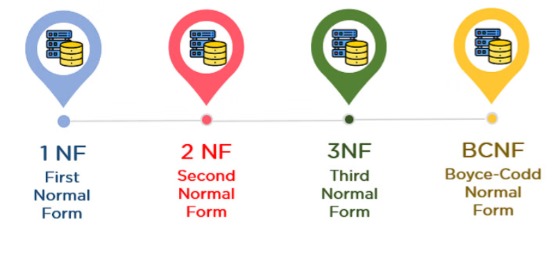 1 NF
First
Normal
Form
2 NF
Second
Normal
Form
3NF
Third
Normal
Form
BCNF
Boyce-Codd
Normal
Form